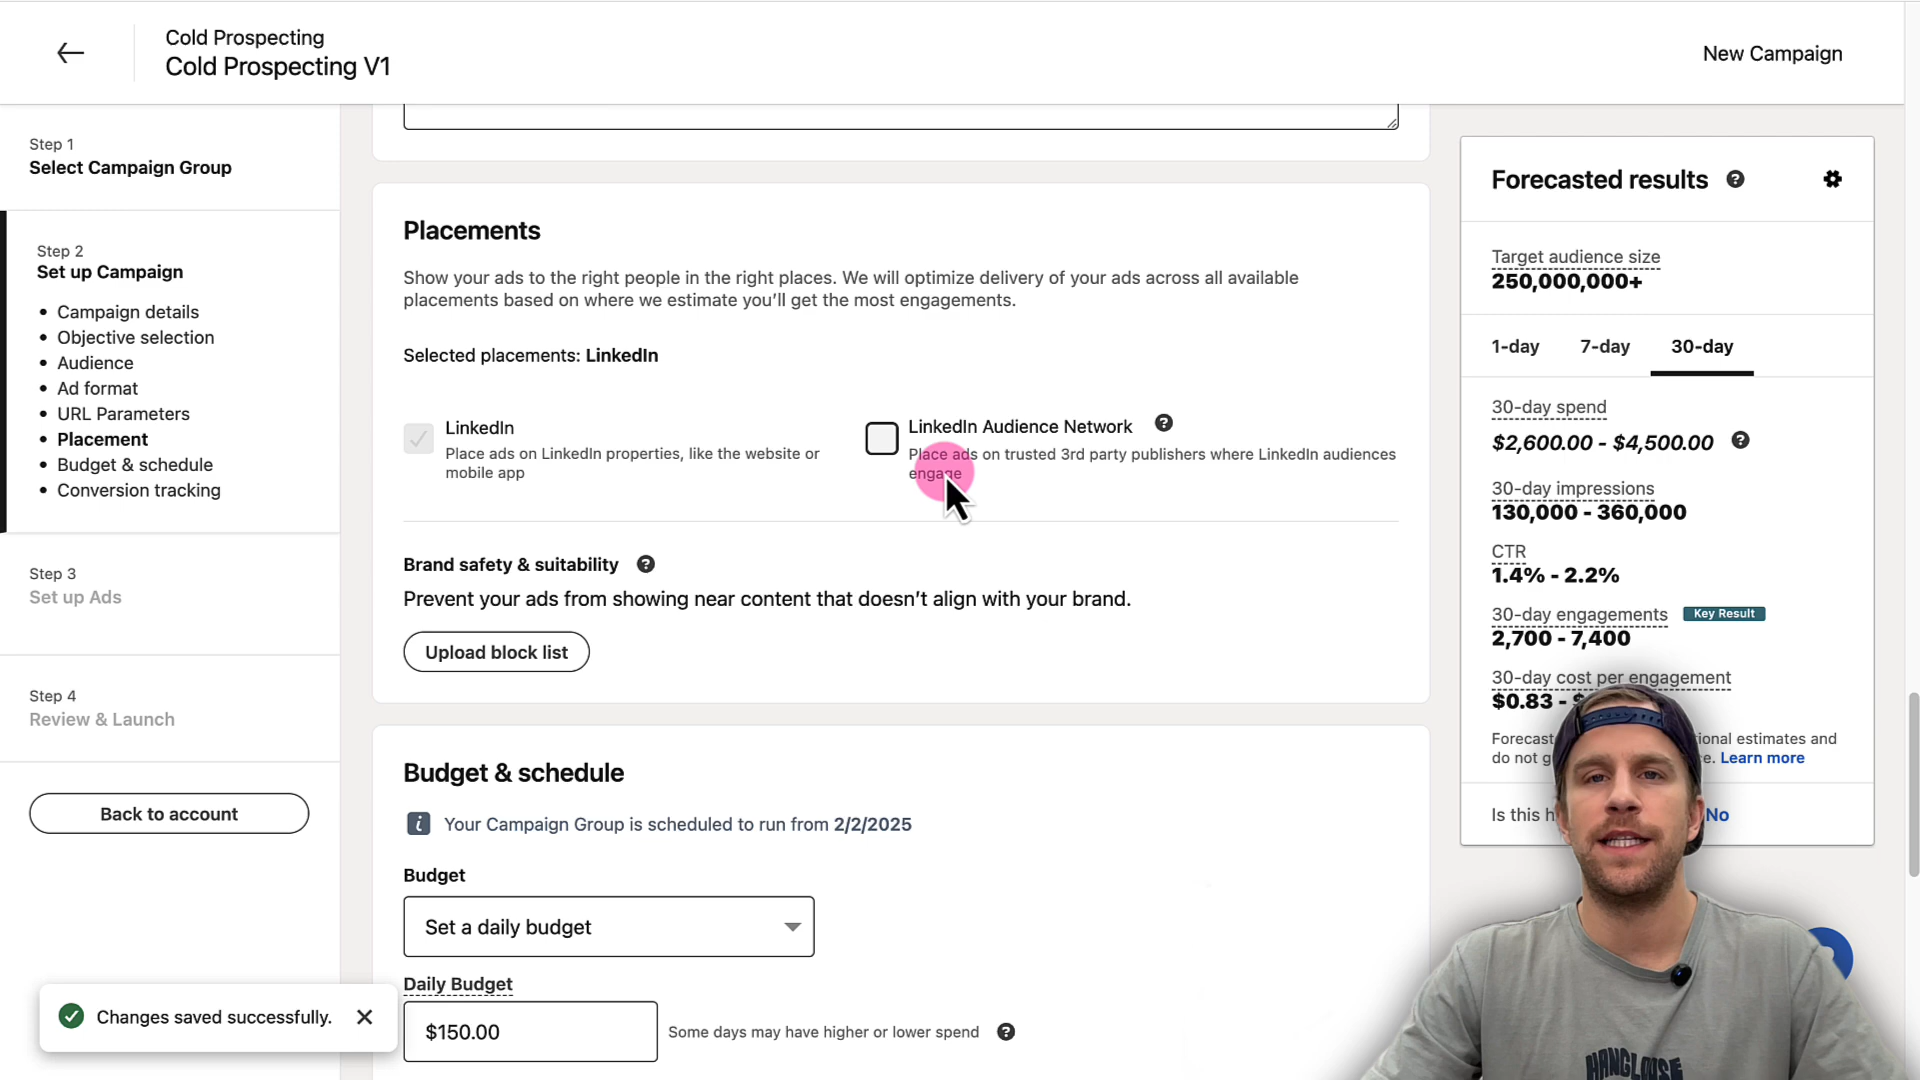 Cold Prospecting
Cold Prospecting V1
New Campaign
Step 1
Select Campaign Group
Step 2
Set up Campaign
• Campaign details
• Objective selection
• Audience
• Ad format
• URL Parameters
• Placement
• Budget & schedule
• Conversion tracking
Step 3
Set up Ads
Step 4
Review & Launch
Back to account
Changes saved successfully.
Placements
Show your ads to the right people in the right places. We will optimize delivery of your ads across all available
placements based on where we estimate you'll get the most engagements.
Selected placements: LinkedIn
LinkedIn
Place ads on LinkedIn properties, like the website or
mobile app
LinkedIn Audience Network
Place ads on trusted 3rd party publishers where LinkedIn audiences
engage
Brand safety & suitability
Prevent your ads from showing near content that doesn't align with your brand.
Upload block list
Budget & schedule
Your Campaign Group is scheduled to run from 2/2/2025
Budget
Set a daily budget
Daily Budget
$150.00
Some days may have higher or lower spend
Forecasted results
Target audience size
250,000,000+
1-day 7-day 30-day
30-day spend
$2,600.00 - $4,500.00
30-day impressions
130,000 - 360,000
CTR
1.4% - 2.2%
30-day engagements Key Result
2,700 - 7,400
30-day cost per engagement
$0.83 -
estimates and
do not Learn more
Is this No